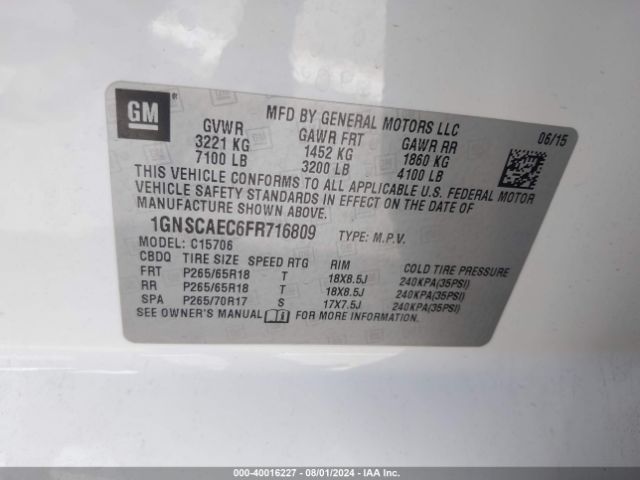 GM
MFD BY GENERAL MOTORS LLC
06/15
GVWR GAWR FRT GAWR RR
3221 KG 1452 KG 1860 KG
7100 LB 3200 LB 4100 LB
THIS VEHICLE CONFORMS TO ALL APPLICABLE U.S. FEDERAL MOTOR
VEHICLE SAFETY STANDARDS IN EFFECT ON THE DATE OF
MANUFACTURE SHOWN ABOVE.
1GNSCAEC6FR716809 TYPE: M.P.V.
MODEL: C15706
CBDQ TIRE SIZE SPEED RTG RIM COLD TIRE PRESSURE
FRT P265/65R18 T 18X8.5J 240KPA(35PSI)
RR P265/65R18 T 18X8.5J 240KPA(35PSI)
SPA P265/70R17 S 17X7.5J 240KPA(35PSI)
SEE OWNER'S MANUAL FOR MORE INFORMATION.
000-40016227 - 08/01/2024 - IAA Inc.